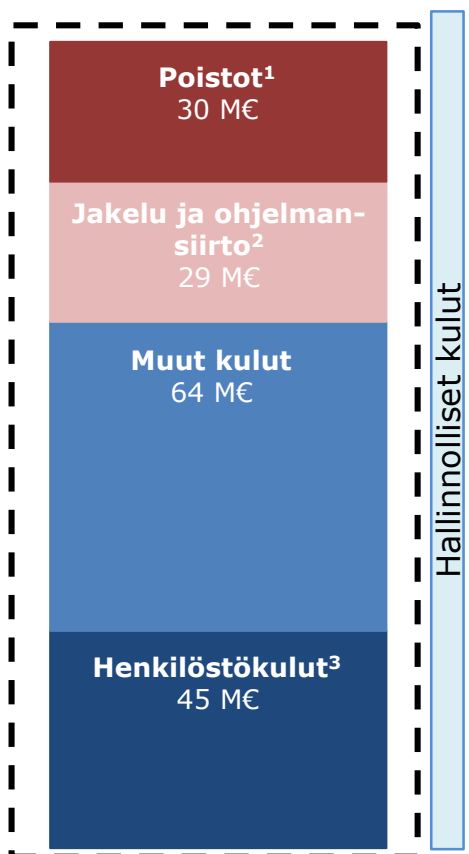 Poistot¹
30 M€
Jakelu ja ohjelman-
siirto²
29 M€
Muut kulut
64 M€
Henkilöstökulut³
45 M€
Hallinnolliset kulut